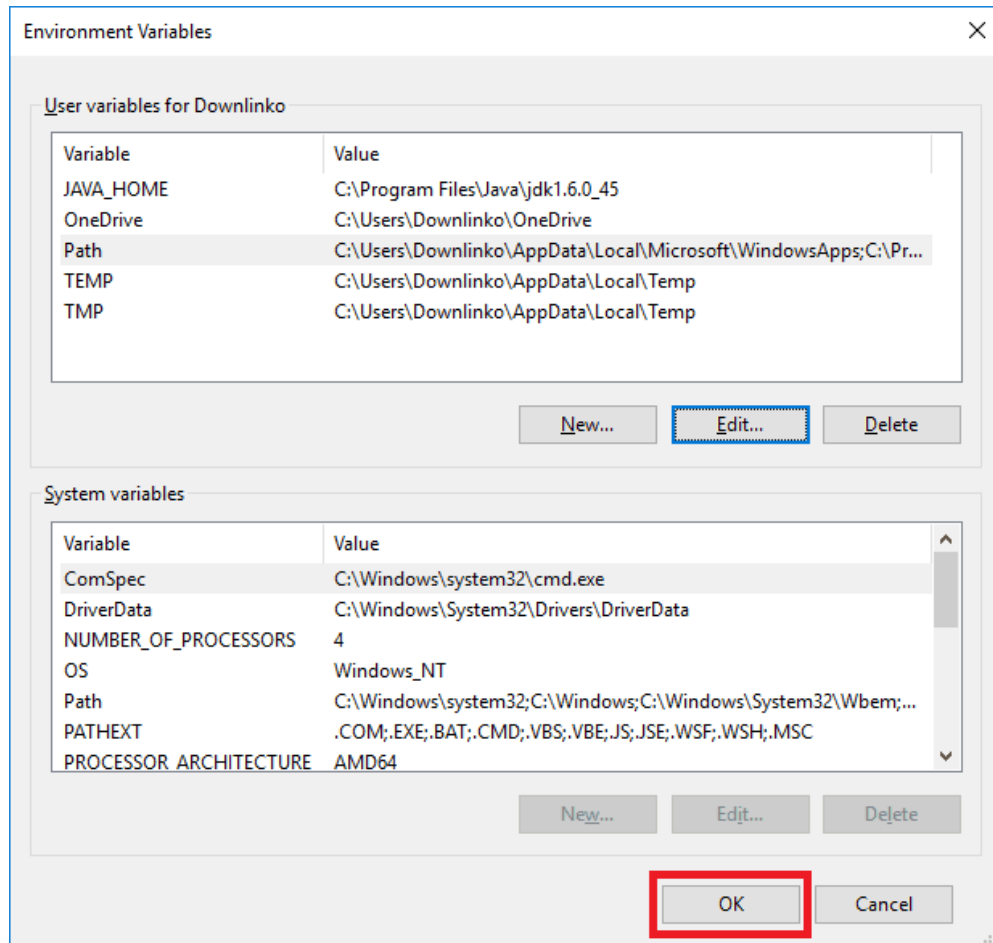 Environment Variables
User variables for Downlinko
Variable Value
JAVA_HOME C:\Program Files\Java\jdk1.6.0_45
OneDrive C:\Users\Downlinko\OneDrive
Path C:\Users\Downlinko\AppData\Local\Microsoft\WindowsApps;C:\Pr...
TEMP C:\Users\Downlinko\AppData\Local\Temp
TMP C:\Users\Downlinko\AppData\Local\Temp
New... Edit... Delete
System variables
Variable Value
ComSpec C:\Windows\system32\cmd.exe
DriverData C:\Windows\System32\Drivers\DriverData
NUMBER_OF_PROCESSORS 4
OS Windows_NT
Path C:\Windows\system32;C:\Windows;C:\Windows\System32\Wbem;...
PATHEXT .COM;.EXE;.BAT;.CMD;.VBS;.VBE;.JS;.JSE;.WSF;.WSH;.MSC
PROCESSOR_ARCHITECTURE AMD64
New... Edit... Delete
OK Cancel